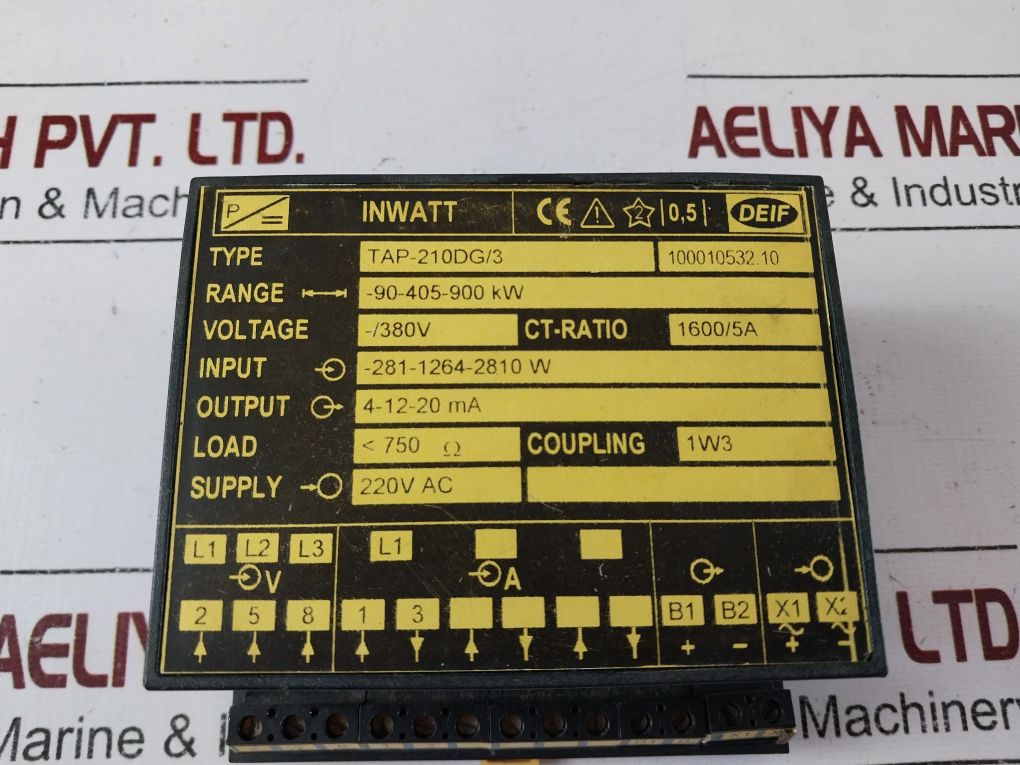 H PVT. LTD.
n & Mach
AELIYA MAR
e & Industr
P INWATT CE 2 0,5 DEIF
TYPE TAP-210DG/3 100010532.10
RANGE -90-405-900 kW
VOLTAGE -/380V CT-RATIO 1600/5A
INPUT -281-1264-2810 W
OUTPUT 4-12-20 mA
LOAD < 750 Ω COUPLING 1W3
SUPPLY 220V AC
L1 L2 L3 L1
V A
2 5 8 1 3 B1 B2 X1 X2
+ - + -
AELI
LTD
Marine &
Machinery